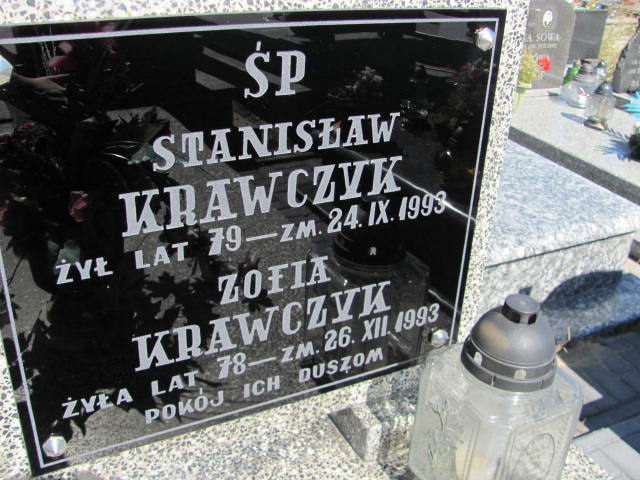 ŚP
STANISŁAW
KRAWCZYK
ŻYŁ LAT 79 — ZM. 24. IX. 1993
ZOFIA
KRAWCZYK
ŻYŁA LAT 78 — ZM. 26. XII. 1993
POKÓJ ICH DUSZOM
SOWA